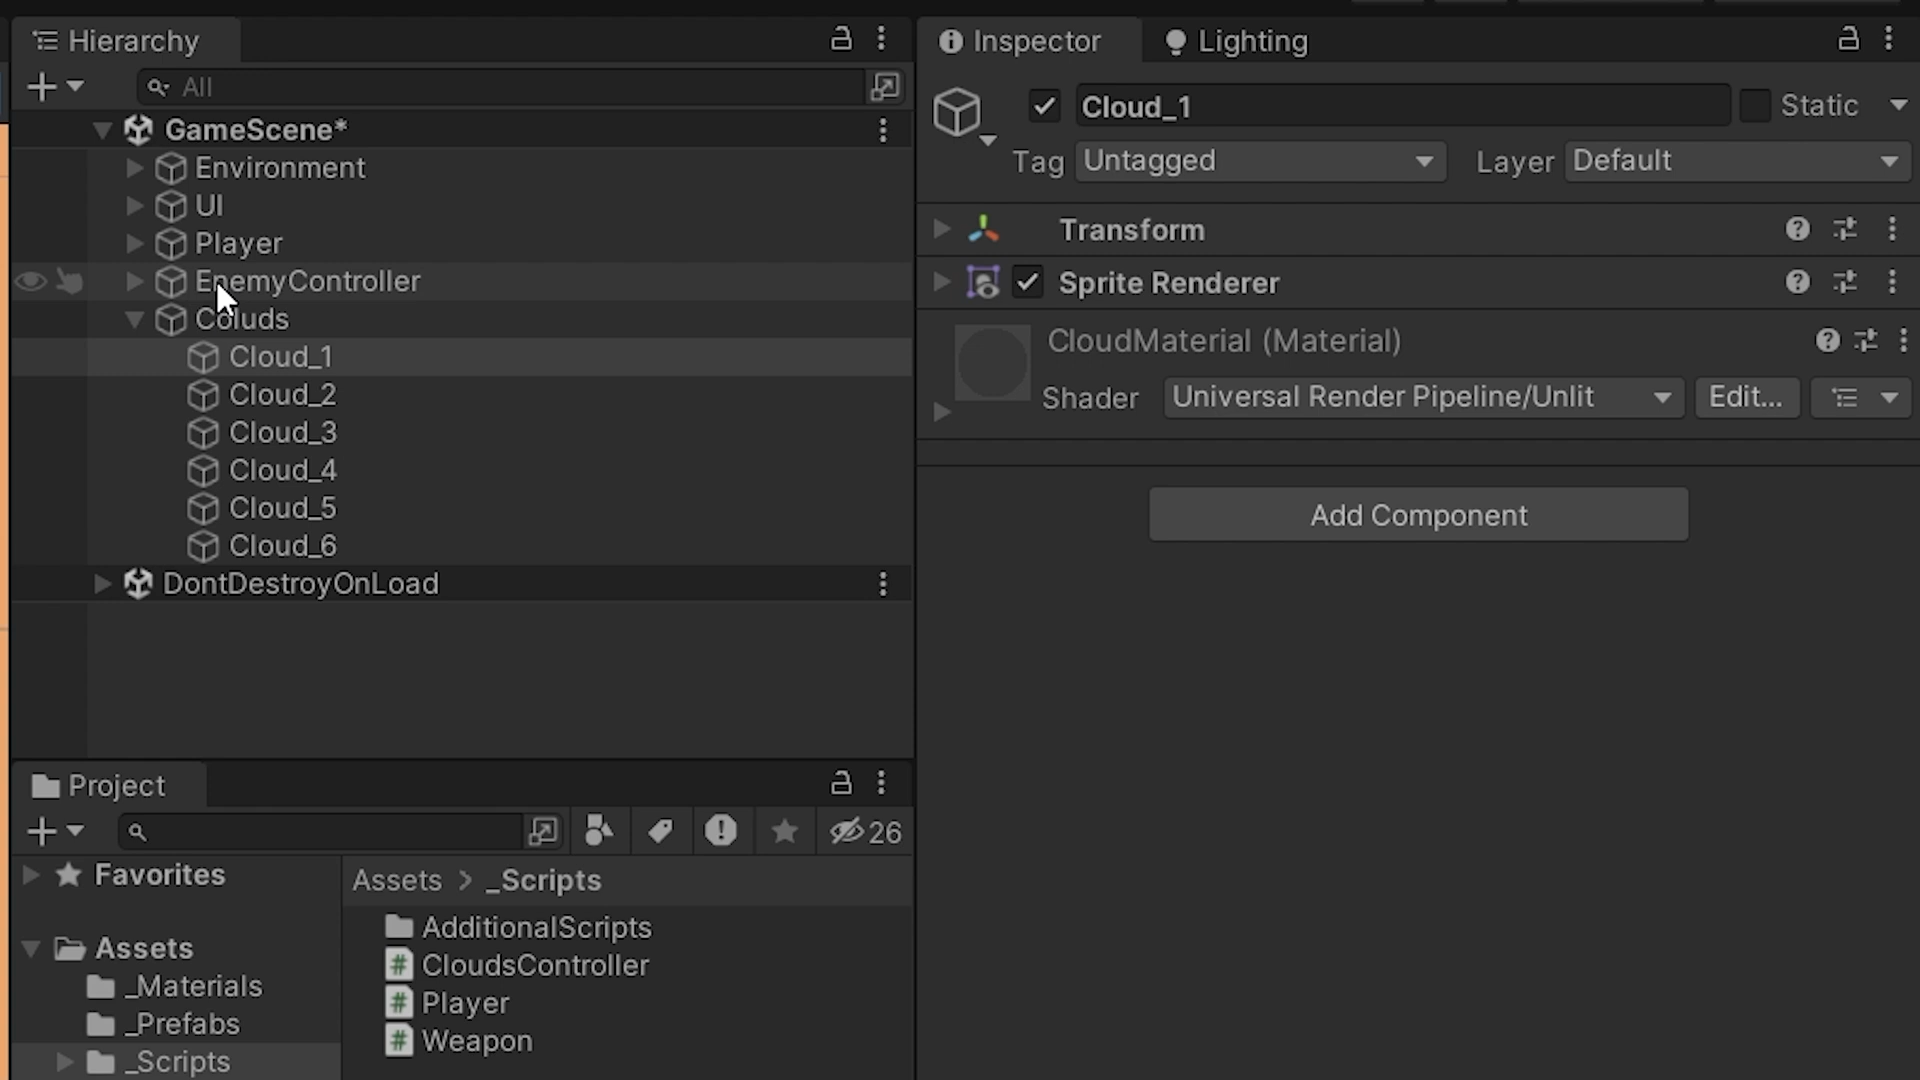 Hierarchy
All
GameScene*
Environment
UI
Player
EnemyController
Coluds
Cloud_1
Cloud_2
Cloud_3
Cloud_4
Cloud_5
Cloud_6
DontDestroyOnLoad
Project
26
Favorites
Assets
_Materials
_Prefabs
_Scripts
Assets > _Scripts
AdditionalScripts
CloudsController
Player
Weapon
Inspector
Lighting
Cloud_1
Static
Tag Untagged
Layer Default
Transform
Sprite Renderer
CloudMaterial (Material)
Shader Universal Render Pipeline/Unlit Edit...
Add Component